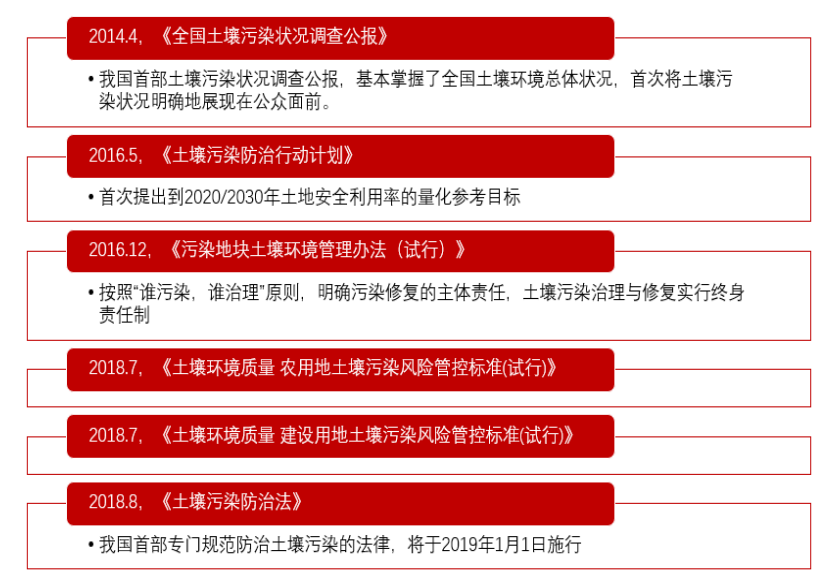 2014.4，《全国土壤污染状况调查公报》
• 我国首部土壤污染状况调查公报，基本掌握了全国土壤环境总体状况，首次将土壤污
染状况明确地展现在公众面前。
2016.5，《土壤污染防治行动计划》
• 首次提出到2020/2030年土地安全利用率的量化参考目标
2016.12，《污染地块土壤环境管理办法（试行）》
• 按照“谁污染，谁治理”原则，明确污染修复的主体责任，土壤污染治理与修复实行终身
责任制
2018.7，《土壤环境质量 农用地土壤污染风险管控标准(试行)》
2018.7，《土壤环境质量 建设用地土壤污染风险管控标准(试行)》
2018.8，《土壤污染防治法》
• 我国首部专门规范防治土壤污染的法律，将于2019年1月1日施行